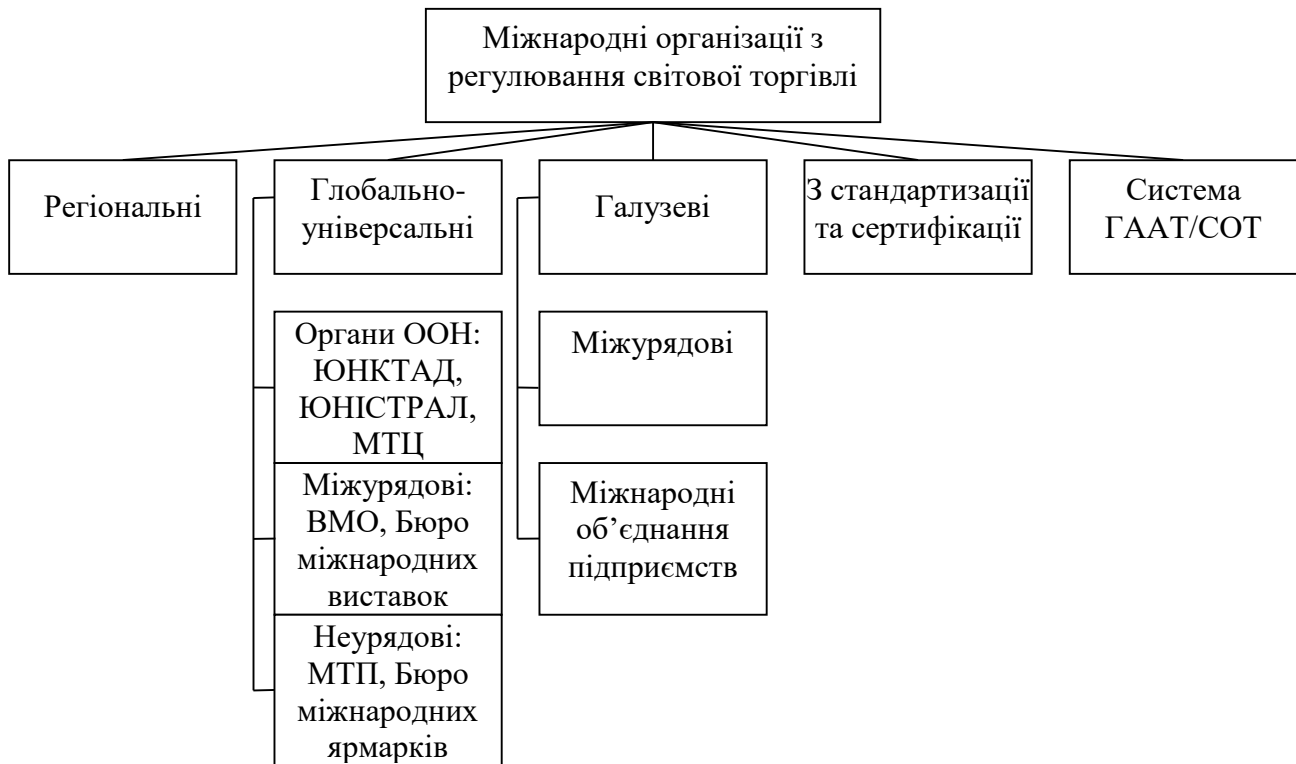 Міжнародні організації з
регулювання світової торгівлі
Регіональні
Глобально-
універсальні
Галузеві
З стандартизації
та сертифікації
Система
ГААТ/СОТ
Органи ООН:
ЮНКТАД,
ЮНІСТРАЛ,
МТЦ
Міжурядові:
ВМО, Бюро
міжнародних
виставок
Неурядові:
МТП, Бюро
міжнародних
ярмарків
Міжурядові
Міжнародні
об’єднання
підприємств